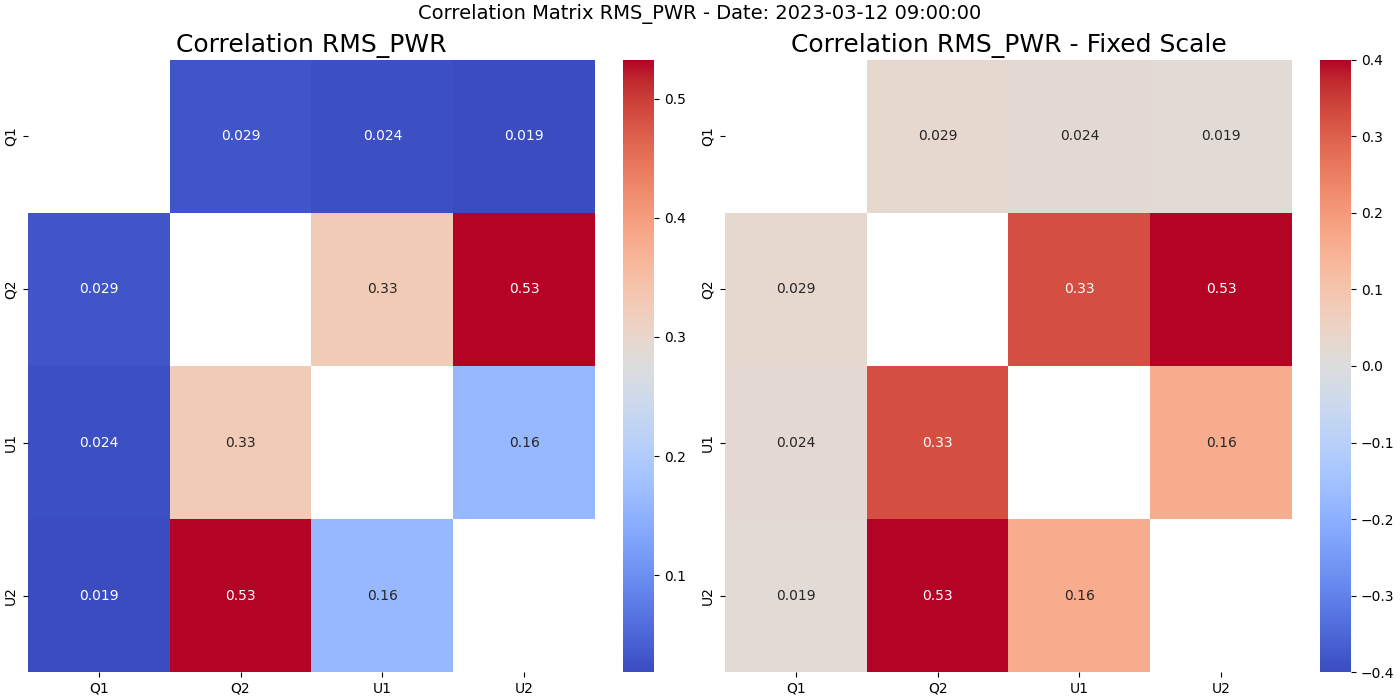 Correlation Matrix RMS_PWR - Date: 2023-03-12 09:00:00
Correlation RMS_PWR
Q1
0.029 0.024 0.019
Q2
0.029 0.33 0.53
U1
0.024 0.33 0.16
U2
0.019 0.53 0.16
Q1 Q2 U1 U2
0.5
0.4
0.3
0.2
0.1
Correlation RMS_PWR - Fixed Scale
Q1
0.029 0.024 0.019
Q2
0.029 0.33 0.53
U1
0.024 0.33 0.16
U2
0.019 0.53 0.16
Q1 Q2 U1 U2
0.4
0.3
0.2
0.1
0.0
−0.1
−0.2
−0.3
−0.4